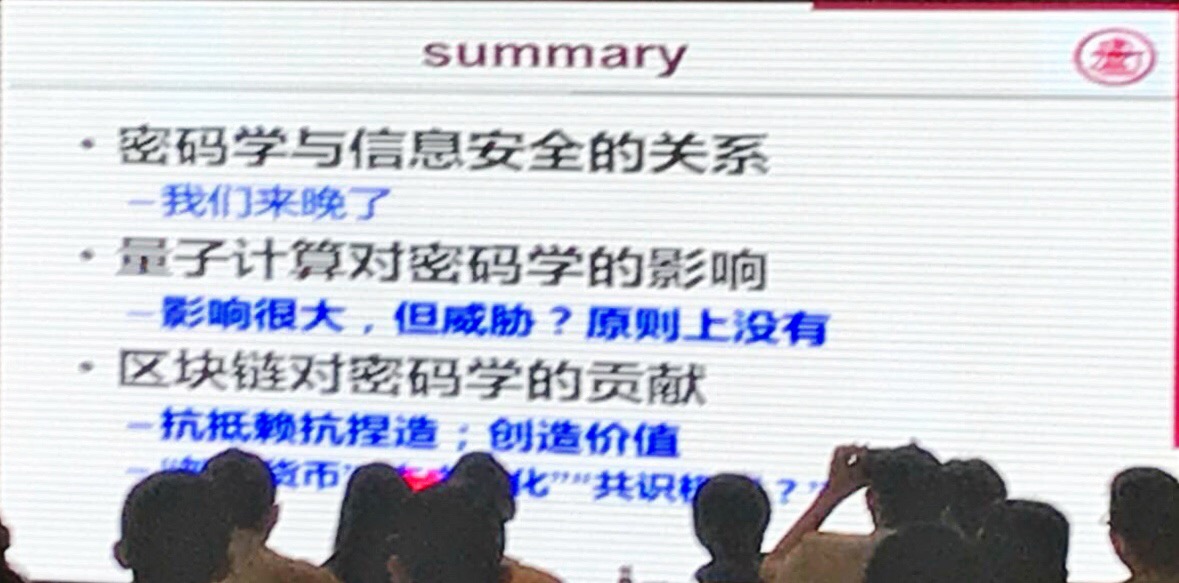 summary
• 密码学与信息安全的关系
–我们来晚了
• 量子计算对密码学的影响
–影响很大，但威胁？原则上没有
• 区块链对密码学的贡献
–抗抵赖抗捏造；创造价值
–“ 货币” 化”“共识 ？”